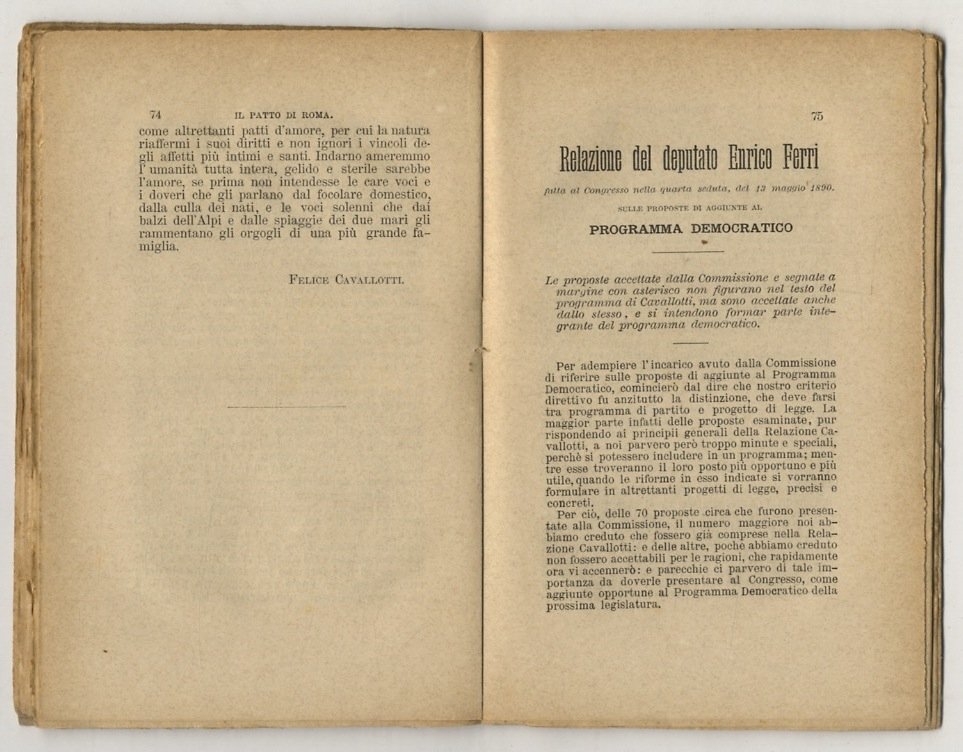 74 IL PATTO DI ROMA.
come altrettanti patti d'amore, per cui la natura
riaffermi i suoi diritti e non ignori i vincoli de-
gli affetti più intimi e santi. Indarno ameremmo
l'umanità tutta intera, gelido e sterile sarebbe
l'amore, se prima non intendesse le care voci e
i doveri che gli parlano dal focolare domestico,
dalla culla dei nati, e le voci solenni che dai
balzi dell'Alpi e dalle spiaggie dei due mari gli
rammentano gli orgogli di una più grande fa-
miglia.
FELICE CAVALLOTTI.
75
Relazione del deputato Enrico Ferri
fatta al Congresso nella quarta seduta, del 13 maggio 1890.
SULLE PROPOSTE DI AGGIUNTE AL
PROGRAMMA DEMOCRATICO
Le proposte accettate dalla Commissione e segnate a
margine con asterisco non figurano nel testo del
programma di Cavallotti, ma sono accettate anche
dallo stesso, e si intendono formar parte inte-
grante del programma democratico.
Per adempiere l'incarico avuto dalla Commissione
di riferire sulle proposte di aggiunte al Programma
Democratico, comincierò dal dire che nostro criterio
direttivo fu anzitutto la distinzione, che deve farsi
tra programma di partito e progetto di legge. La
maggior parte infatti delle proposte esaminate, pur
rispondendo ai principii generali della Relazione Ca-
vallotti, a noi parvero però troppo minute e speciali,
perchè si potessero includere in un programma; men-
tre esse troveranno il loro posto più opportuno e più
utile, quando le riforme in esso indicate si vorranno
formulare in altrettanti progetti di legge, precisi e
concreti.
Per ciò, delle 70 proposte circa che furono presen-
tate alla Commissione, il numero maggiore noi ab-
biamo creduto che fossero già comprese nella Rela-
zione Cavallotti: e delle altre, poche abbiamo creduto
non fossero accettabili per le ragioni, che rapidamente
ora vi accennerò: e parecchie ci parvero di tale im-
portanza da doverle presentare al Congresso, come
aggiunte opportune al Programma Democratico della
prossima legislatura.